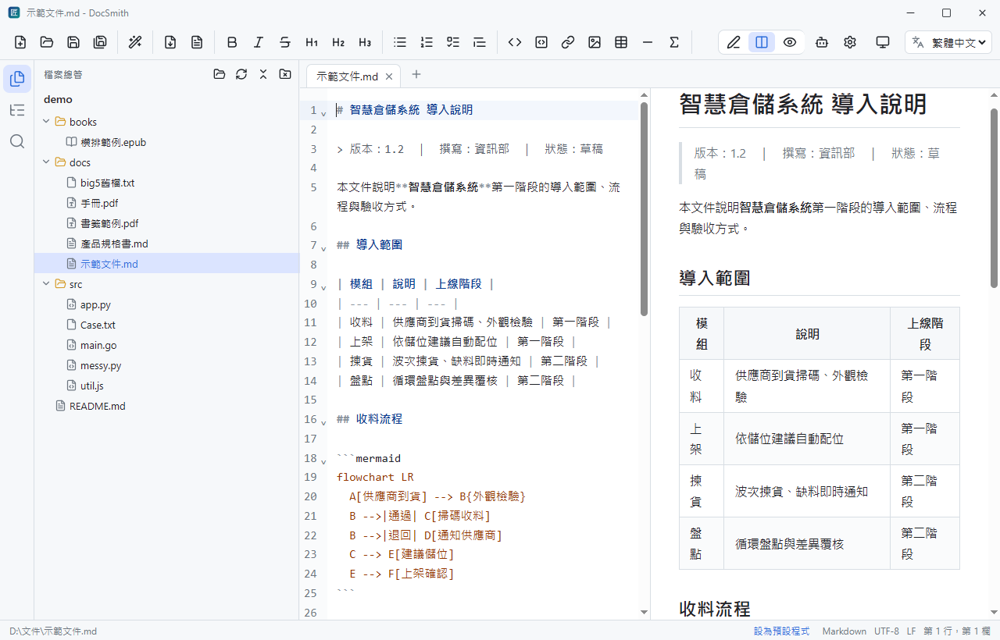 匠 示範文件.md - DocSmith
B I S H1 H2 H3 Σ 繁體中文
檔案總管
demo
books
橫排範例.epub
docs
big5舊檔.txt
手冊.pdf
書籤範例.pdf
產品規格書.md
示範文件.md
src
app.py
Case.txt
main.go
messy.py
util.js
README.md
示範文件.md
1 # 智慧倉儲系統 導入說明
2
3 > 版本：1.2 ｜ 撰寫：資訊部 ｜ 狀態：草稿
4
5 本文件說明**智慧倉儲系統**第一階段的導入範圍、流
程與驗收方式。
6
7 ## 導入範圍
8
9 | 模組 | 說明 | 上線階段 |
10 | --- | --- | --- |
11 | 收料 | 供應商到貨掃碼、外觀檢驗 | 第一階段 |
12 | 上架 | 依儲位建議自動配位 | 第一階段 |
13 | 揀貨 | 波次揀貨、缺料即時通知 | 第二階段 |
14 | 盤點 | 循環盤點與差異覆核 | 第二階段 |
15
16 ## 收料流程
17
18 ```mermaid
19 flowchart LR
20 A[供應商到貨] --> B{外觀檢驗}
21 B -->|通過| C[掃碼收料]
22 B -->|退回| D[通知供應商]
23 C --> E[建議儲位]
24 E --> F[上架確認]
25 ```
26
智慧倉儲系統 導入說明
版本：1.2 ｜ 撰寫：資訊部 ｜ 狀態：草
稿
本文件說明智慧倉儲系統第一階段的導入範圍、流程
與驗收方式。
導入範圍
模組 說明 上線階段
收料 供應商到貨掃碼、外觀檢驗 第一階段
上架 依儲位建議自動配位 第一階段
揀貨 波次揀貨、缺料即時通知 第二階段
盤點 循環盤點與差異覆核 第二階段
收料流程
D:\文件\示範文件.md 設為預設程式 Markdown UTF-8 LF 第 1 行，第 1 欄